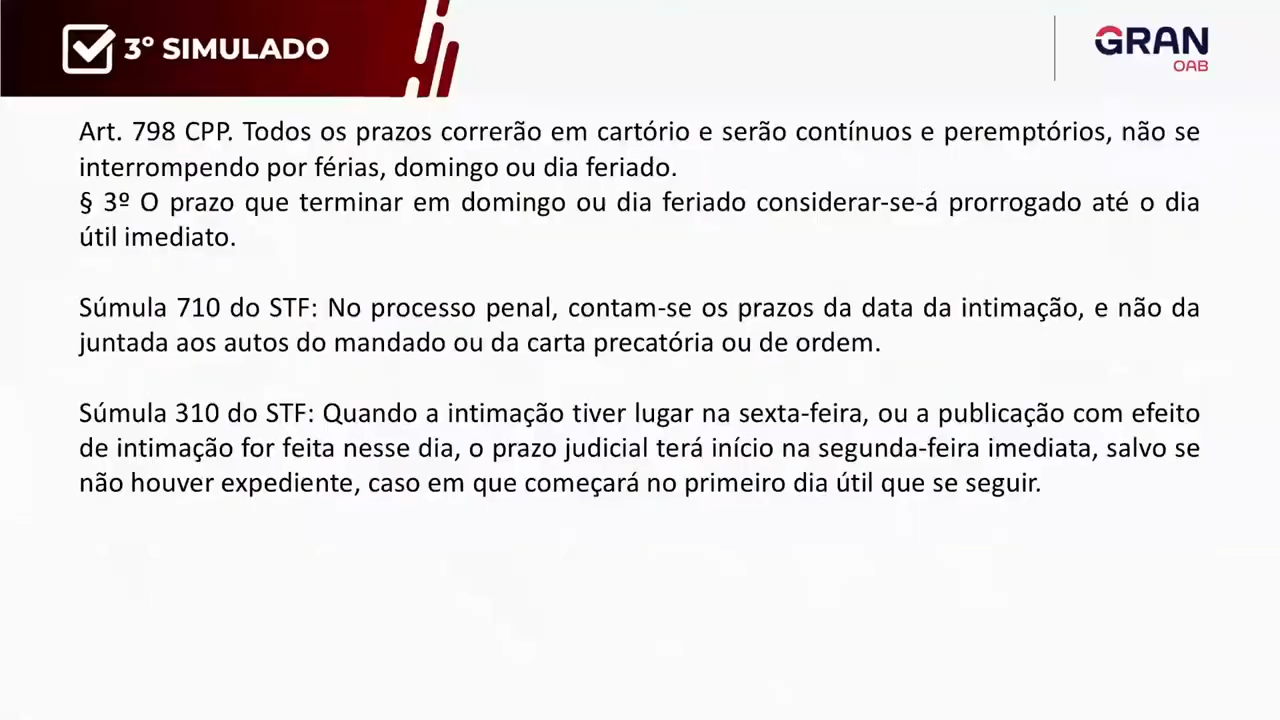 3º SIMULADO
GRAN
OAB
Art. 798 CPP. Todos os prazos correrão em cartório e serão contínuos e peremptórios, não se
interrompendo por férias, domingo ou dia feriado.
§ 3º O prazo que terminar em domingo ou dia feriado considerar-se-á prorrogado até o dia
útil imediato.
Súmula 710 do STF: No processo penal, contam-se os prazos da data da intimação, e não da
juntada aos autos do mandado ou da carta precatória ou de ordem.
Súmula 310 do STF: Quando a intimação tiver lugar na sexta-feira, ou a publicação com efeito
de intimação for feita nesse dia, o prazo judicial terá início na segunda-feira imediata, salvo se
não houver expediente, caso em que começará no primeiro dia útil que se seguir.